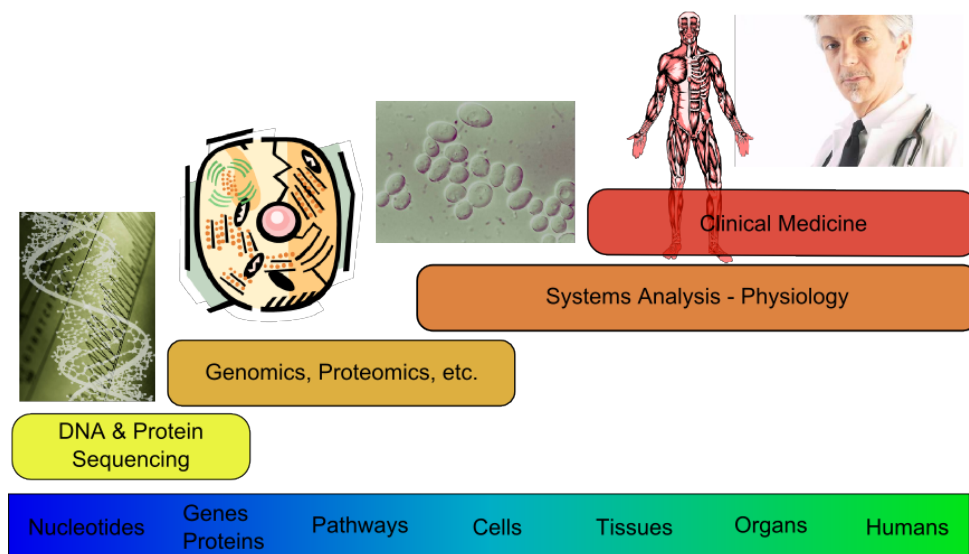 Clinical Medicine
Systems Analysis - Physiology
Genomics, Proteomics, etc.
DNA & Protein
Sequencing
Nucleotides
Genes
Proteins
Pathways
Cells
Tissues
Organs
Humans